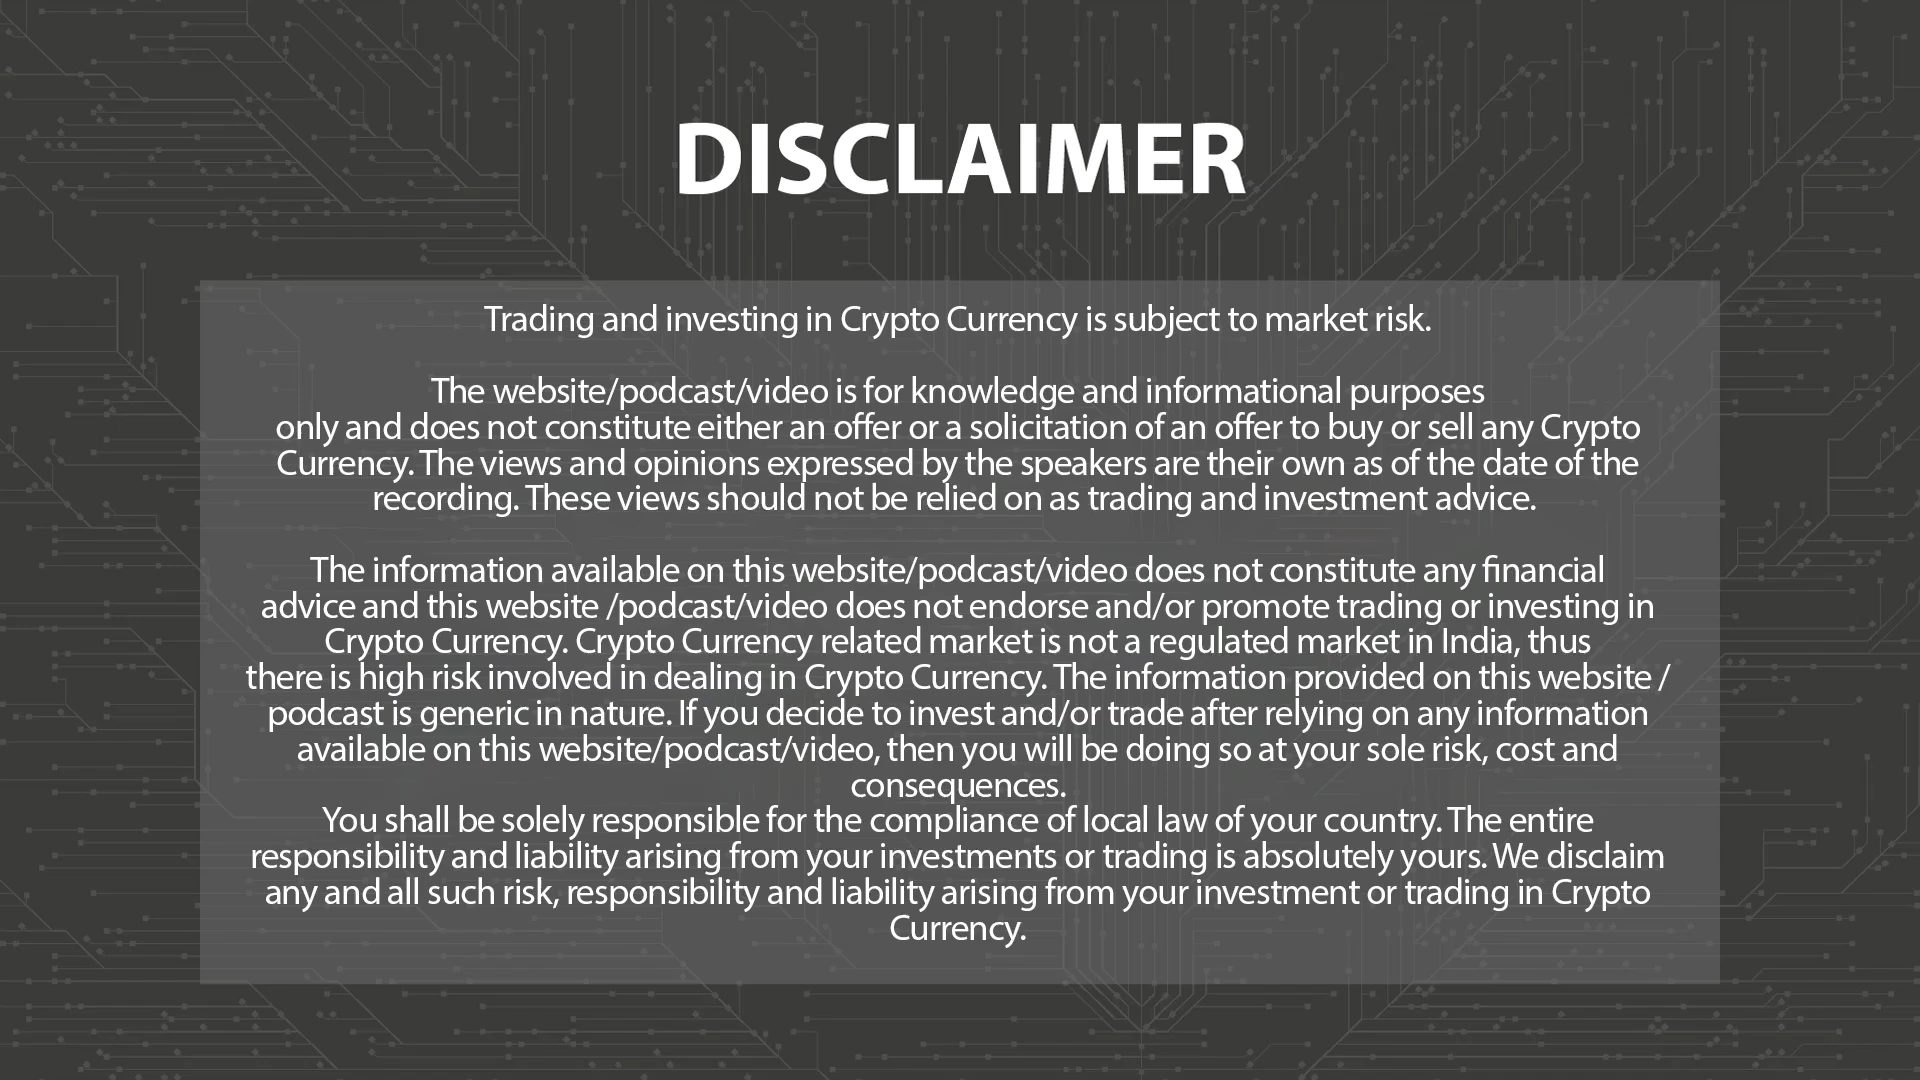 DISCLAIMER
Trading and investing in Crypto Currency is subject to market risk.
The website/podcast/video is for knowledge and informational purposes
only and does not constitute either an offer or a solicitation of an offer to buy or sell any Crypto
Currency. The views and opinions expressed by the speakers are their own as of the date of the
recording. These views should not be relied on as trading and investment advice.
The information available on this website/podcast/video does not constitute any financial
advice and this website /podcast/video does not endorse and/or promote trading or investing in
Crypto Currency. Crypto Currency related market is not a regulated market in India, thus
there is high risk involved in dealing in Crypto Currency. The information provided on this website /
podcast is generic in nature. If you decide to invest and/or trade after relying on any information
available on this website/podcast/video, then you will be doing so at your sole risk, cost and
consequences.
You shall be solely responsible for the compliance of local law of your country. The entire
responsibility and liability arising from your investments or trading is absolutely yours. We disclaim
any and all such risk, responsibility and liability arising from your investment or trading in Crypto
Currency.